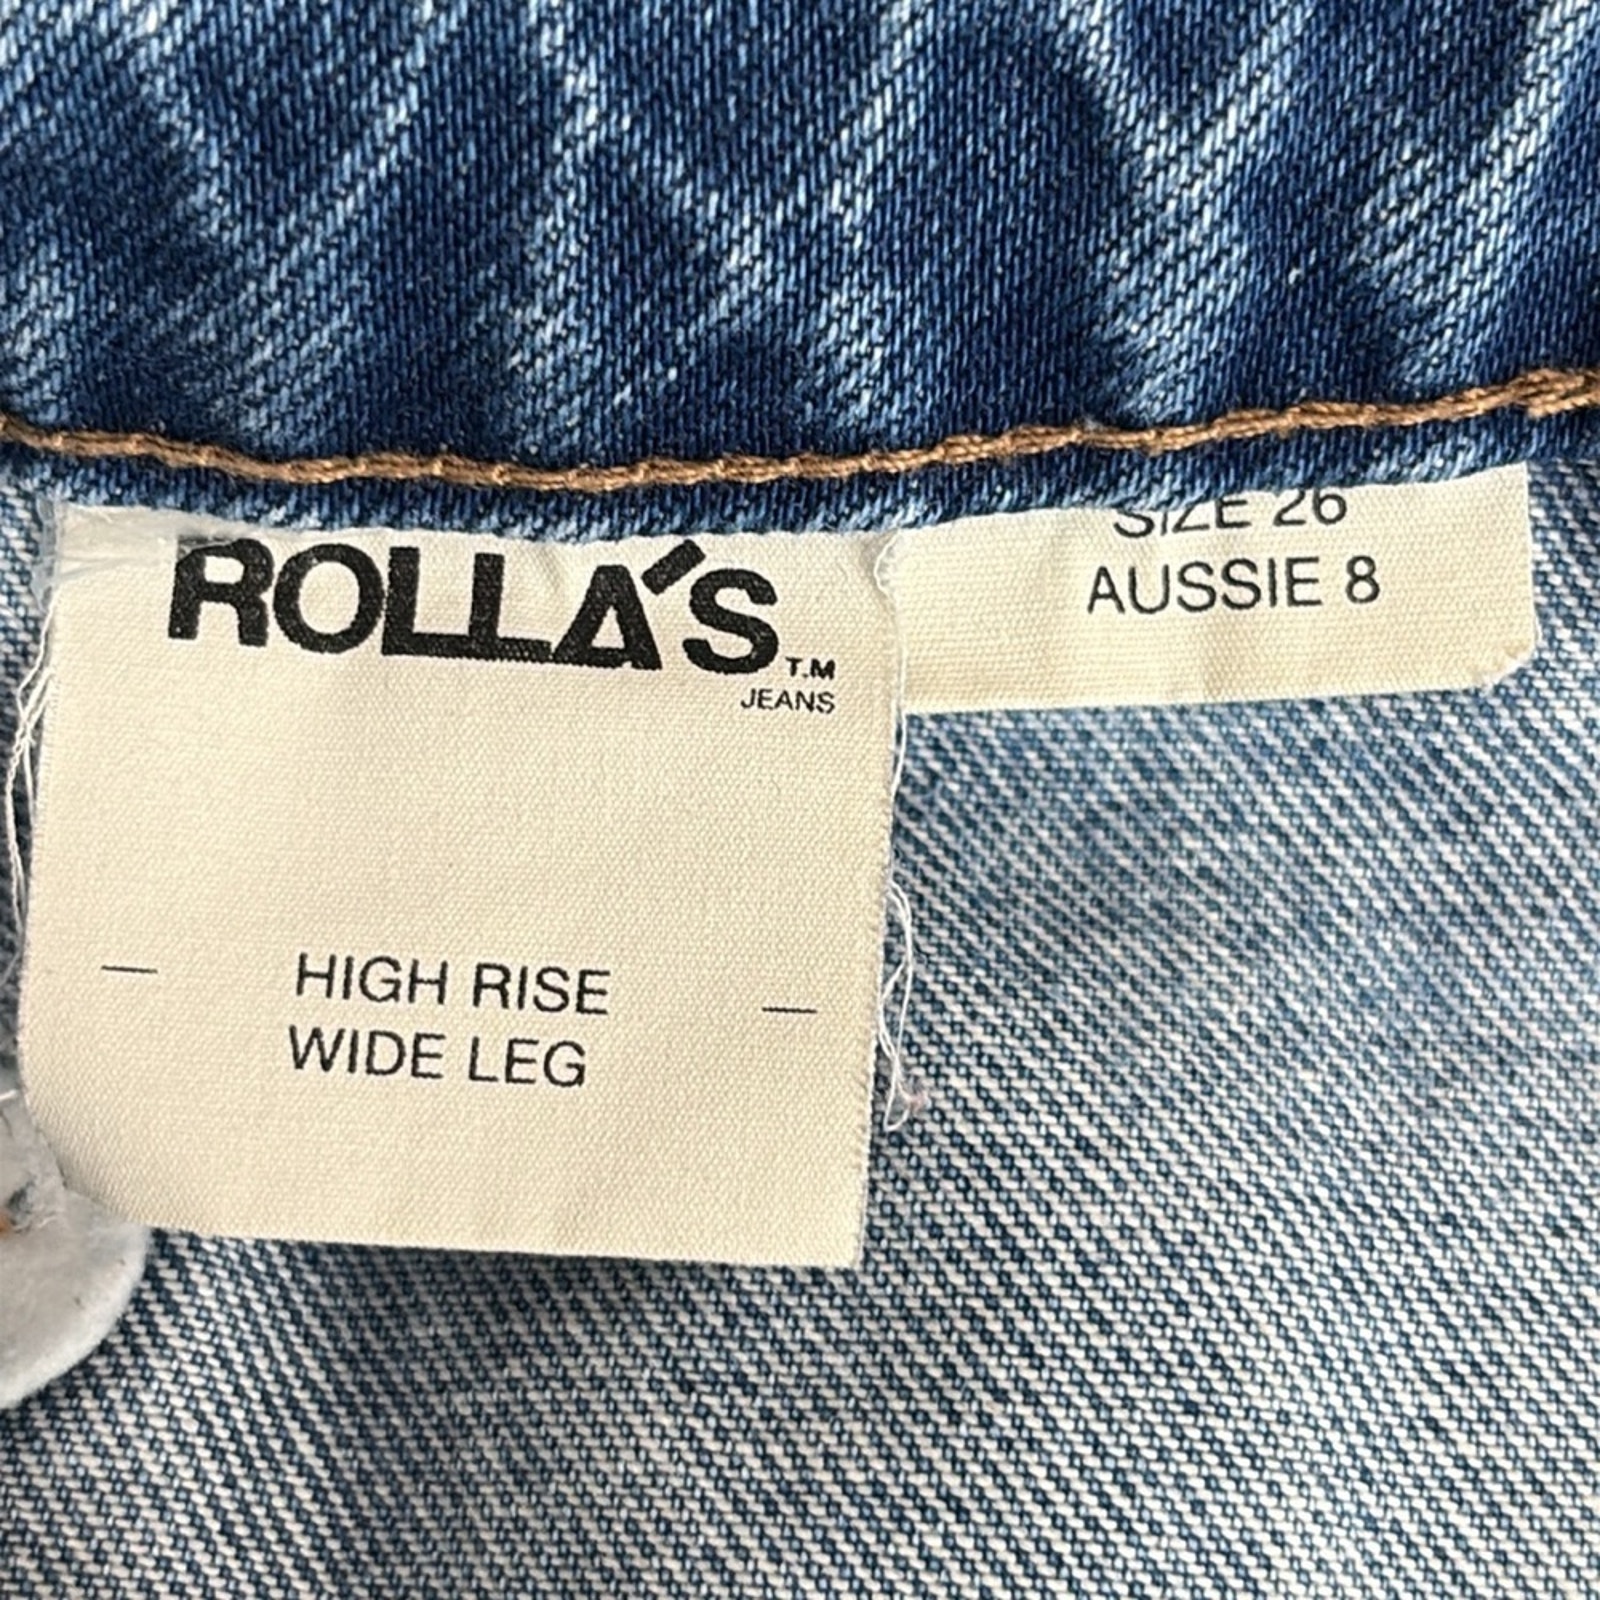 ROLLA'S T.M
JEANS
HIGH RISE
WIDE LEG
SIZE 26
AUSSIE 8